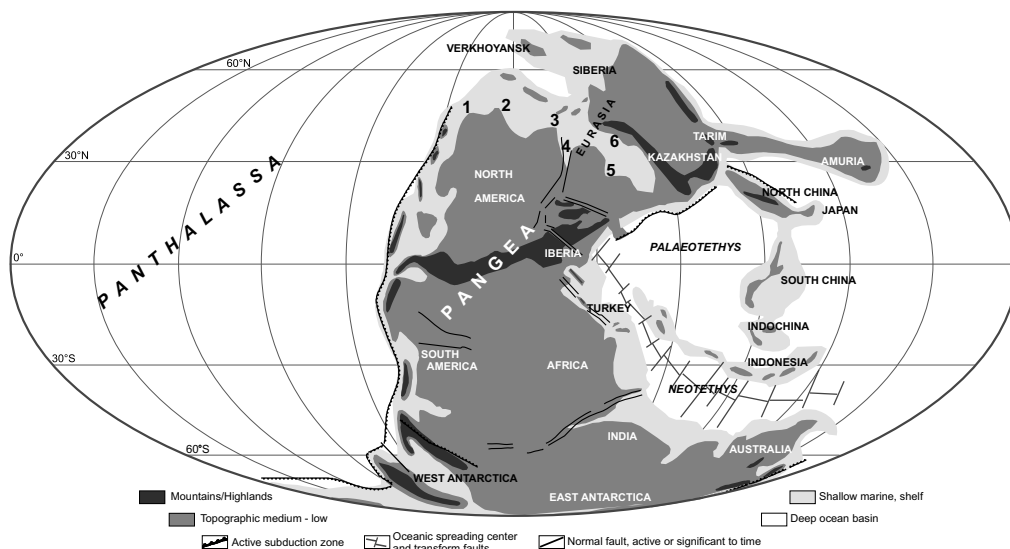 VERKHOYANSK
60°N
SIBERIA
1
2
3
EURASIA
TARIM
4
6
KAZAKHSTAN
AMURIA
30°N
5
NORTH
AMERICA
NORTH CHINA
JAPAN
PANTHALASSA
PANGEA
PALAEOTETHYS
IBERIA
0°
SOUTH CHINA
TURKEY
INDOCHINA
SOUTH
AMERICA
AFRICA
INDONESIA
30°S
NEOTETHYS
INDIA
AUSTRALIA
60°S
WEST ANTARCTICA
EAST ANTARCTICA
Mountains/Highlands
Shallow marine, shelf
Topographic medium - low
Deep ocean basin
Active subduction zone
Oceanic spreading center
and transform faults
Normal fault, active or significant to time